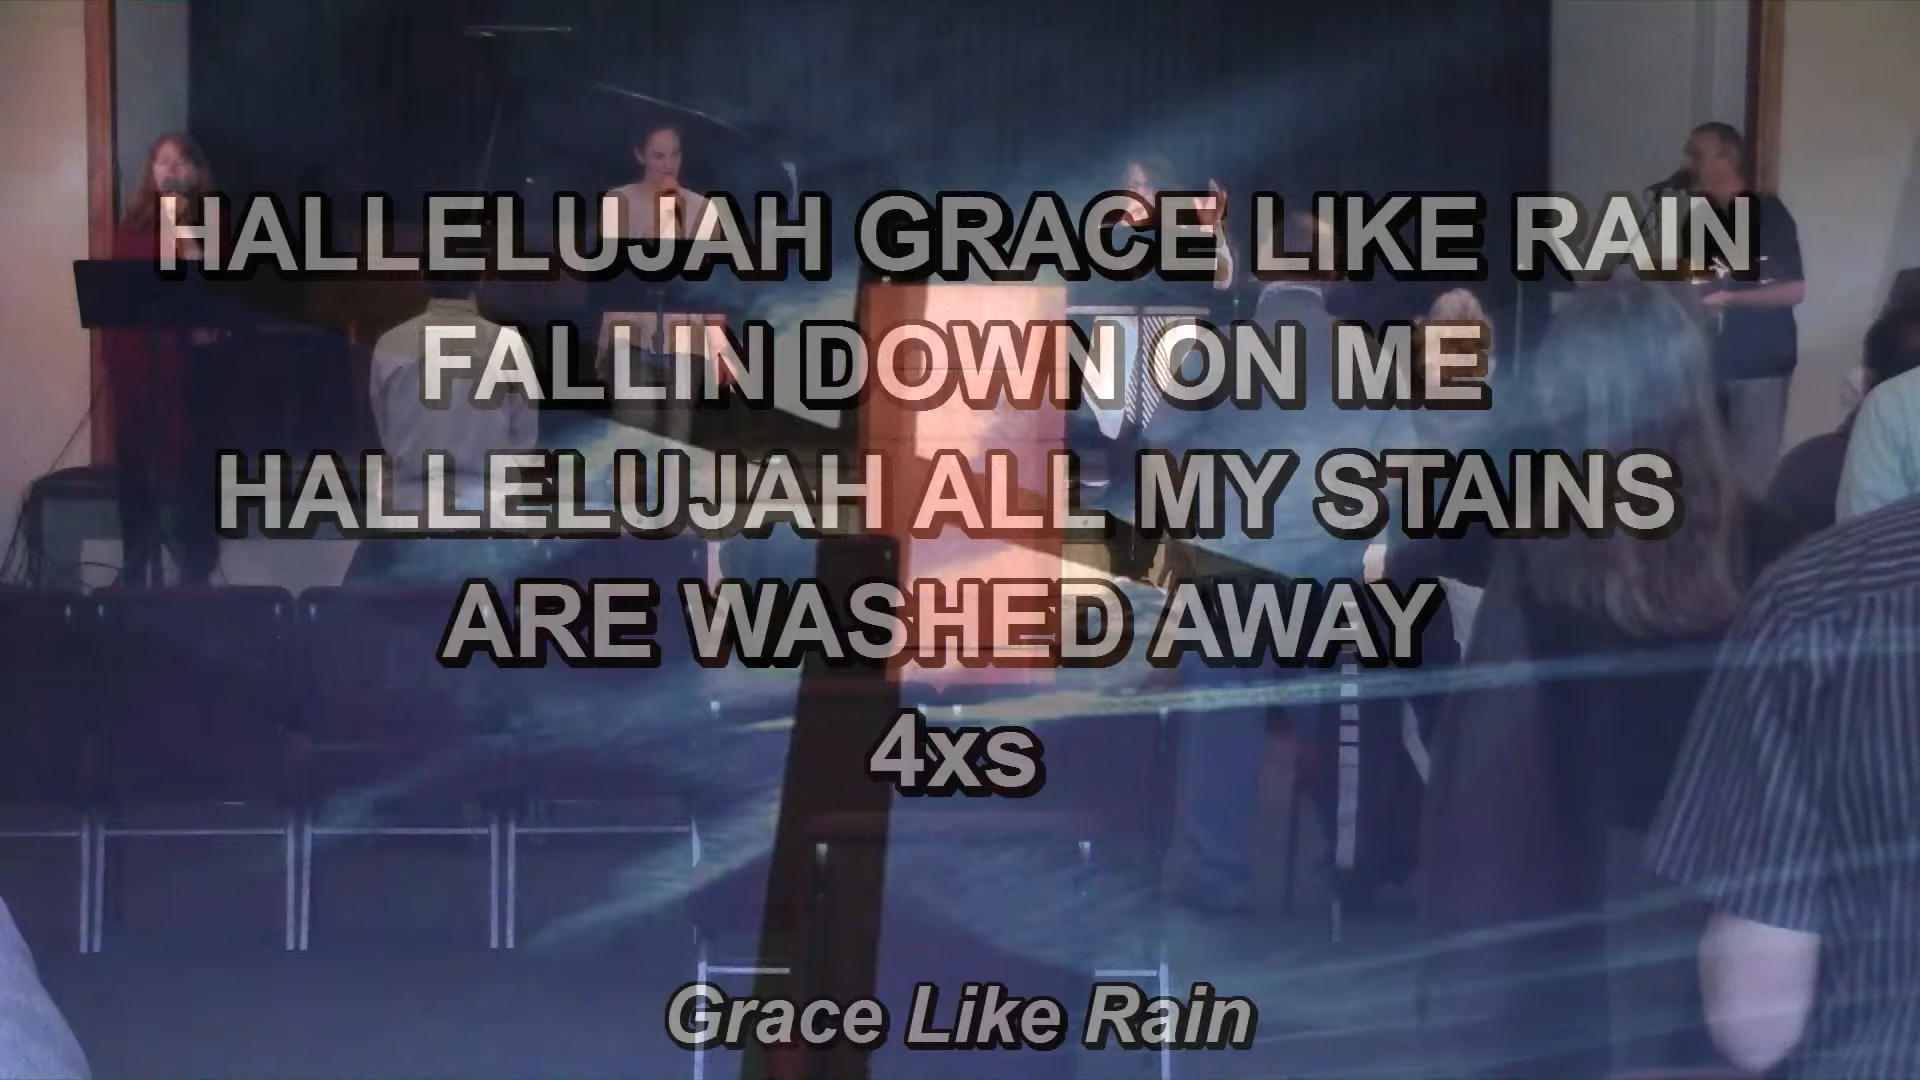 HALLELUJAH GRACE LIKE RAIN
FALLIN DOWN ON ME
HALLELUJAH ALL MY STAINS
ARE WASHED AWAY
4xs
Grace Like Rain